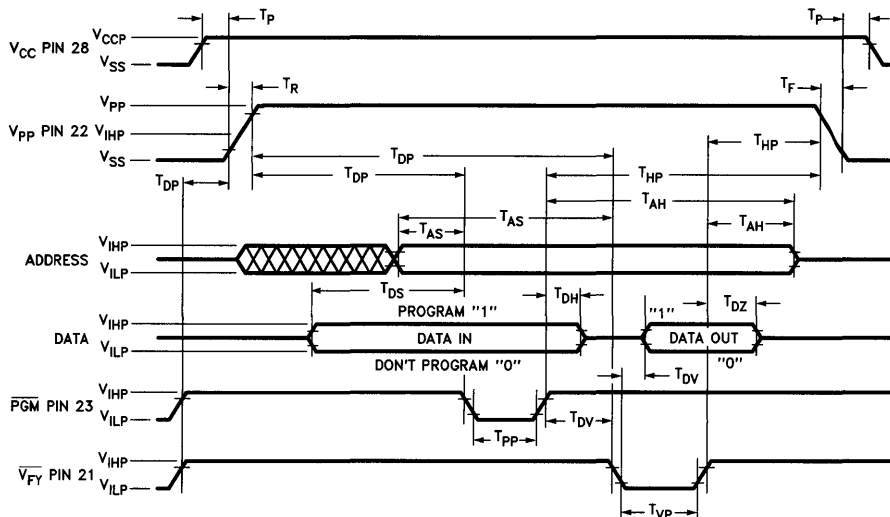 T_P T_P
V_CC PIN 28 V_CCP
V_SS
T_R T_F
V_PP
V_PP PIN 22 V_IHP
V_SS
T_HP
T_DP T_DP
T_DP T_HP
T_AH
T_AS
T_AS T_AH
ADDRESS V_IHP
V_ILP
T_DS T_DH T_DZ
PROGRAM "1" "1"
DATA V_IHP
DATA IN DATA OUT
V_ILP
DON'T PROGRAM "0" "0"
T_DV
PGM PIN 23 V_IHP
V_ILP
T_PP T_DV
V_FY PIN 21 V_IHP
V_ILP
T_VP